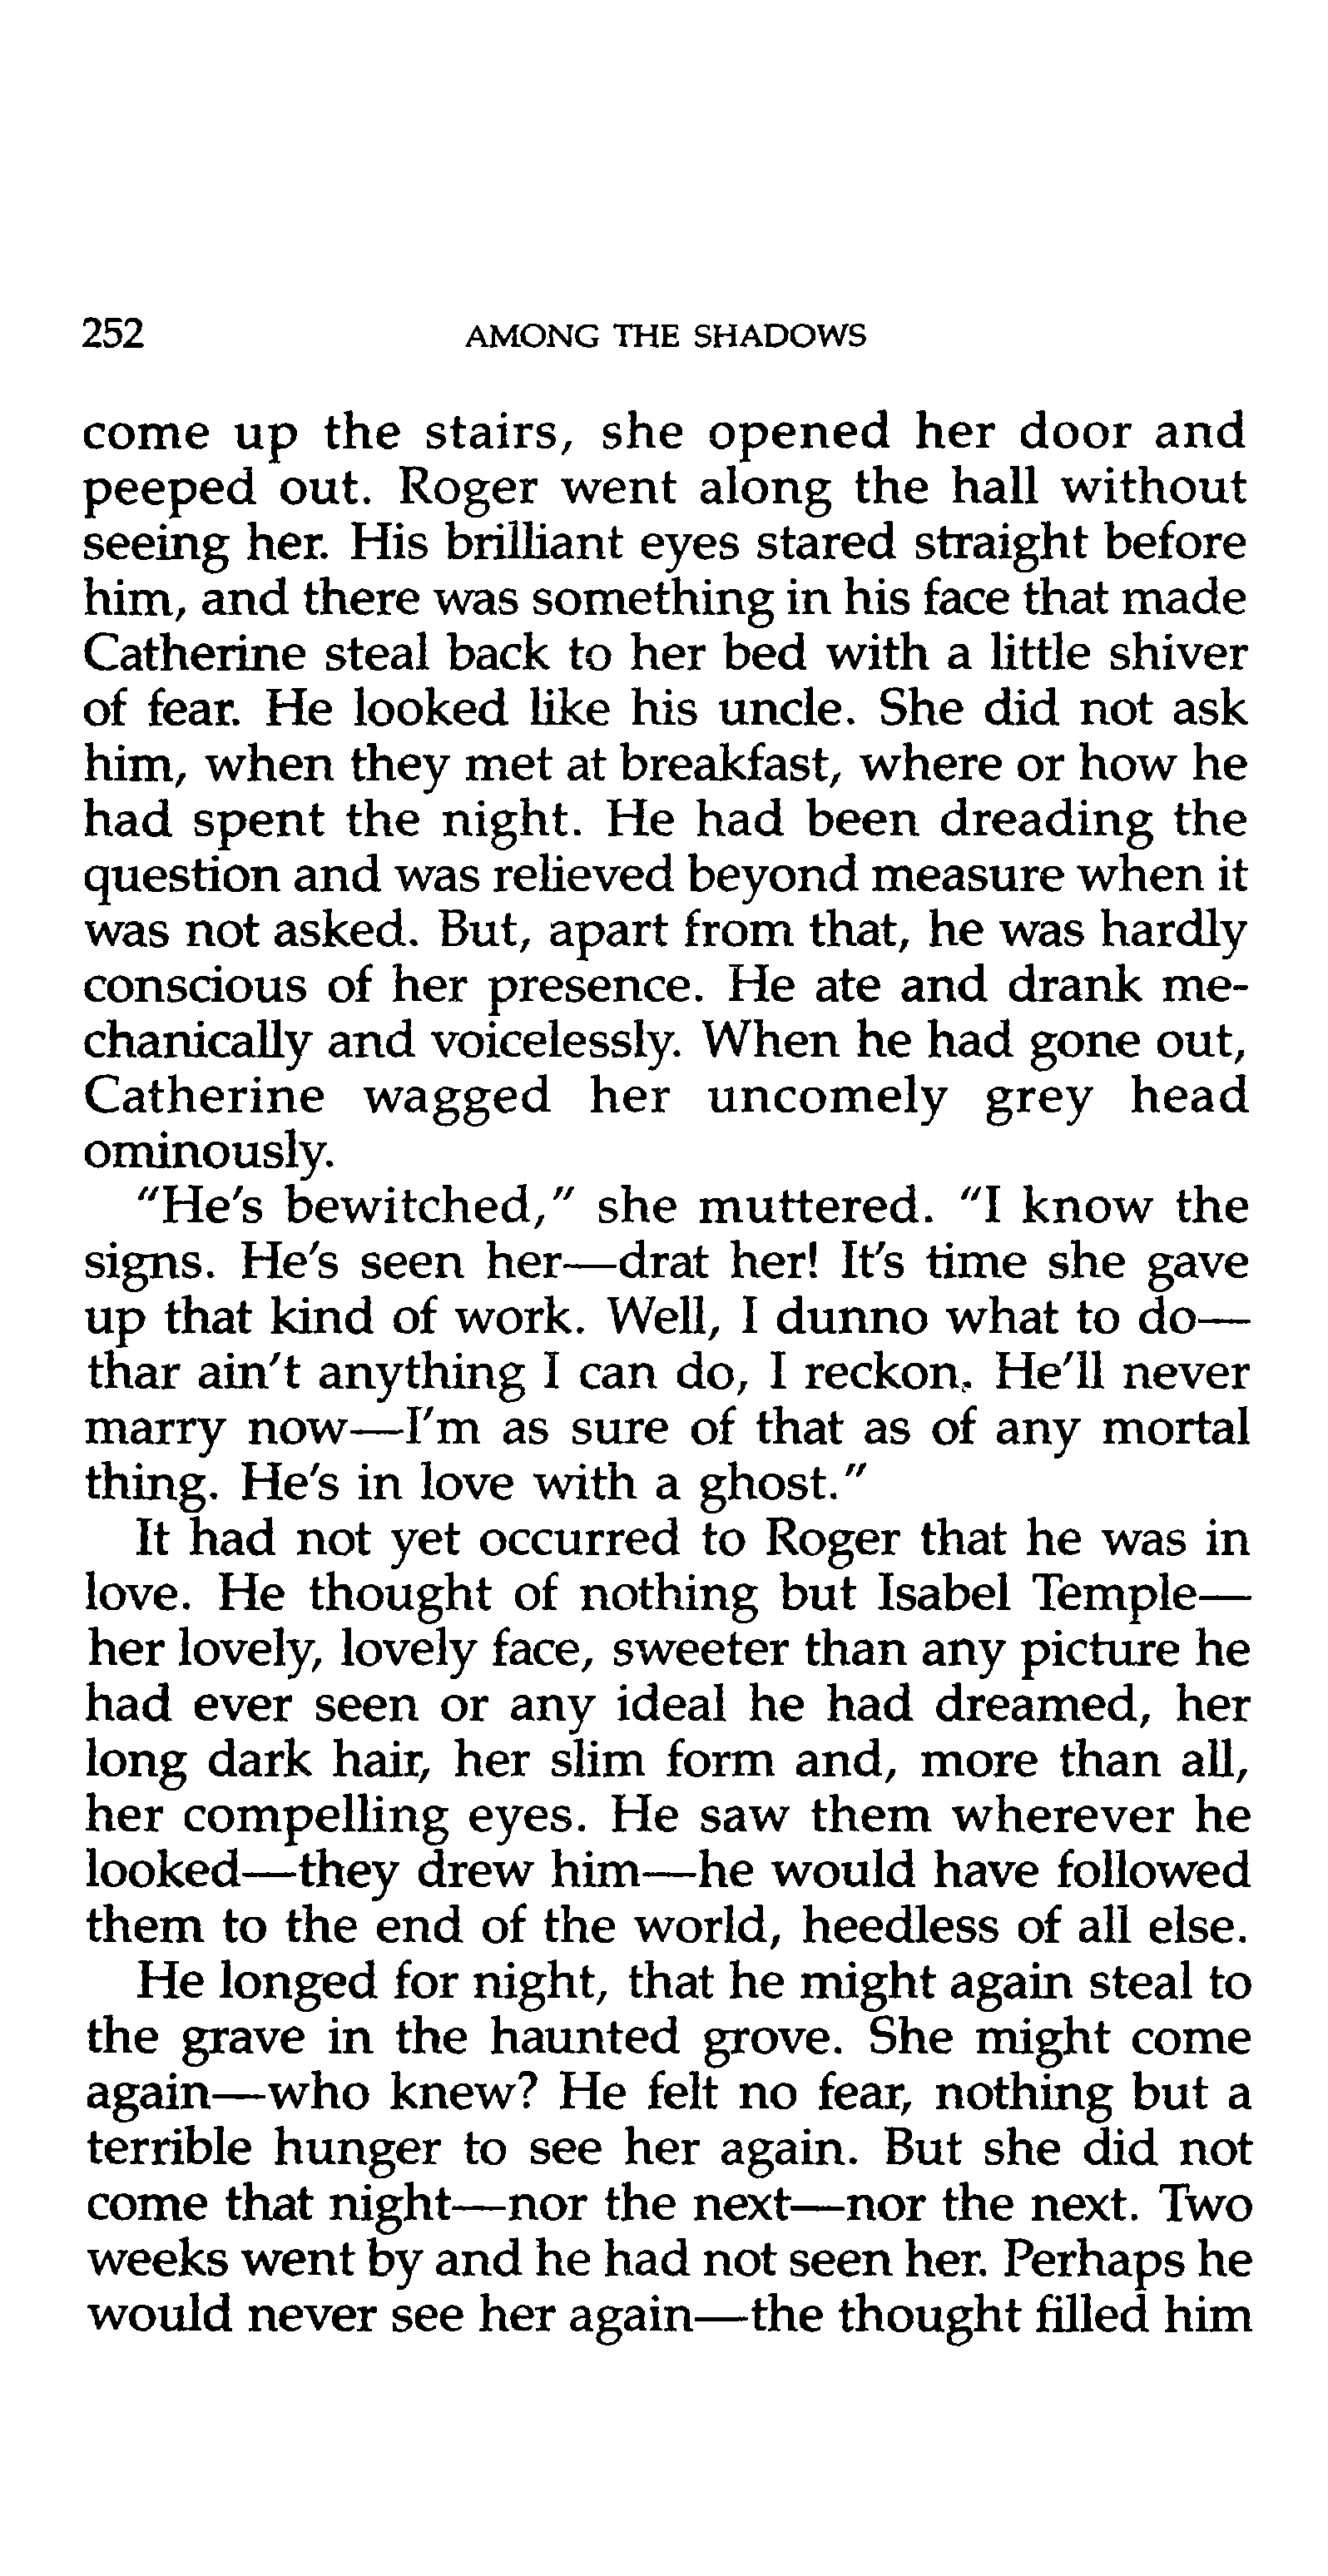 252 AMONG THE SHADOWS
come up the stairs, she opened her door and
peeped out. Roger went along the hall without
seeing her. His brilliant eyes stared straight before
him, and there was something in his face that made
Catherine steal back to her bed with a little shiver
of fear. He looked like his uncle. She did not ask
him, when they met at breakfast, where or how he
had spent the night. He had been dreading the
question and was relieved beyond measure when it
was not asked. But, apart from that, he was hardly
conscious of her presence. He ate and drank me-
chanically and voicelessly. When he had gone out,
Catherine wagged her uncomely grey head
ominously.
"He's bewitched," she muttered. "I know the
signs. He's seen her—drat her! It's time she gave
up that kind of work. Well, I dunno what to do—
thar ain't anything I can do, I reckon. He'll never
marry now—I'm as sure of that as of any mortal
thing. He's in love with a ghost."
It had not yet occurred to Roger that he was in
love. He thought of nothing but Isabel Temple—
her lovely, lovely face, sweeter than any picture he
had ever seen or any ideal he had dreamed, her
long dark hair, her slim form and, more than all,
her compelling eyes. He saw them wherever he
looked—they drew him—he would have followed
them to the end of the world, heedless of all else.
He longed for night, that he might again steal to
the grave in the haunted grove. She might come
again—who knew? He felt no fear, nothing but a
terrible hunger to see her again. But she did not
come that night—nor the next—nor the next. Two
weeks went by and he had not seen her. Perhaps he
would never see her again—the thought filled him